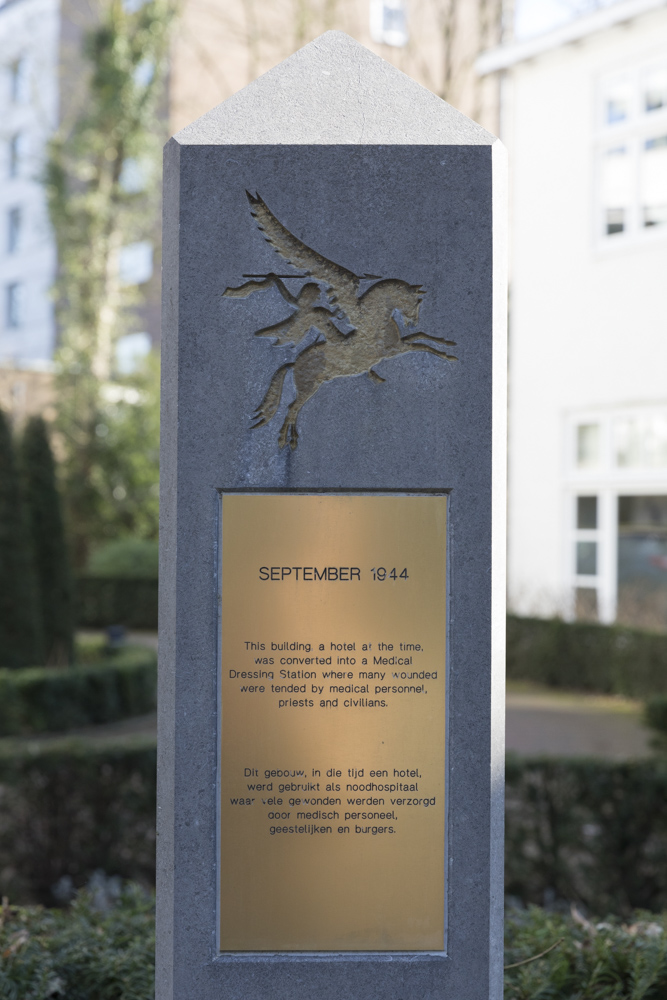 SEPTEMBER 1944
This building, a hotel at the time,
was converted into a Medical
Dressing Station where many wounded
were tended by medical personnel,
priests and civilians.
Dit gebouw, in die tijd een hotel,
werd gebruikt als noodhospitaal
waar vele gewonden werden verzorgd
door medisch personeel,
geestelijken en burgers.